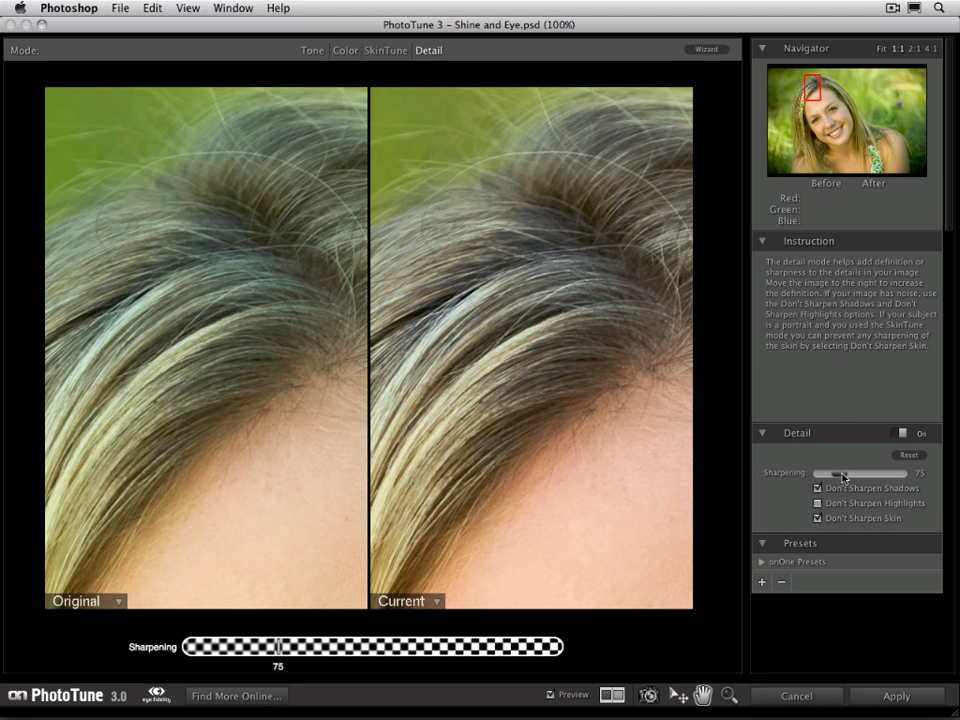 Photoshop File Edit View Window Help
PhotoTune 3 – Shine and Eye.psd (100%)
Mode: Tone Color SkinTune Detail Wizard
Navigator Fit 1:1 2:1 4:1
Before After
Red:
Green:
Blue:
Instruction
The detail mode helps add definition or
sharpness to the details in your image.
Move the image to the right to increase
the definition. If your image has noise, use
the Don't Sharpen Shadows and Don't
Sharpen Highlights options. If your subject
is a portrait and you used the SkinTune
mode you can prevent any sharpening of
the skin by selecting Don't Sharpen Skin.
Detail On
Reset
Sharpening: 75
Don't Sharpen Shadows
Don't Sharpen Highlights
Don't Sharpen Skin
Presets
onOne Presets
Original
Current
Sharpening
75
on PhotoTune 3.0 eye fidelity Find More Online... Preview Cancel Apply